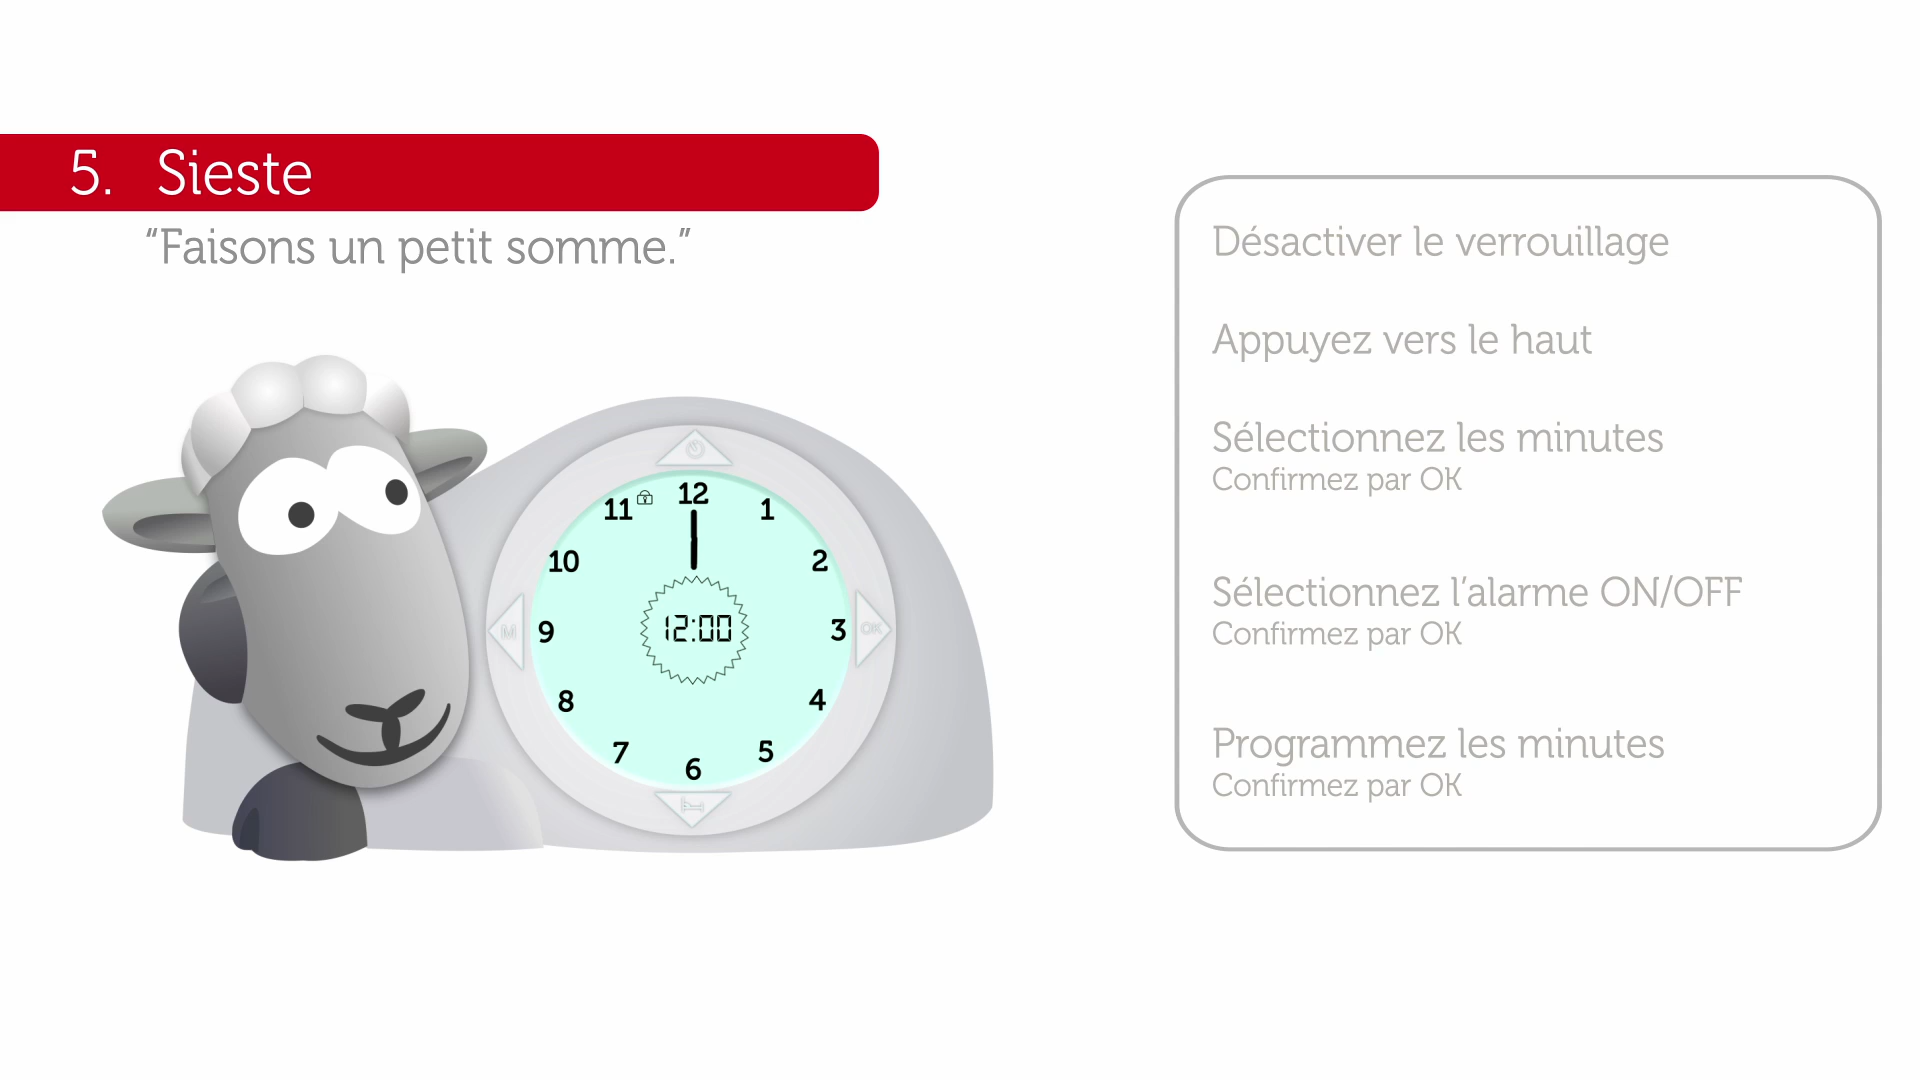 5. Sieste
“Faisons un petit somme.”
Désactiver le verrouillage
Appuyez vers le haut
Sélectionnez les minutes
Confirmez par OK
Sélectionnez l’alarme ON/OFF
Confirmez par OK
Programmez les minutes
Confirmez par OK
12
11
1
10
2
12:00
M
9
3
OK
8
4
7
5
6